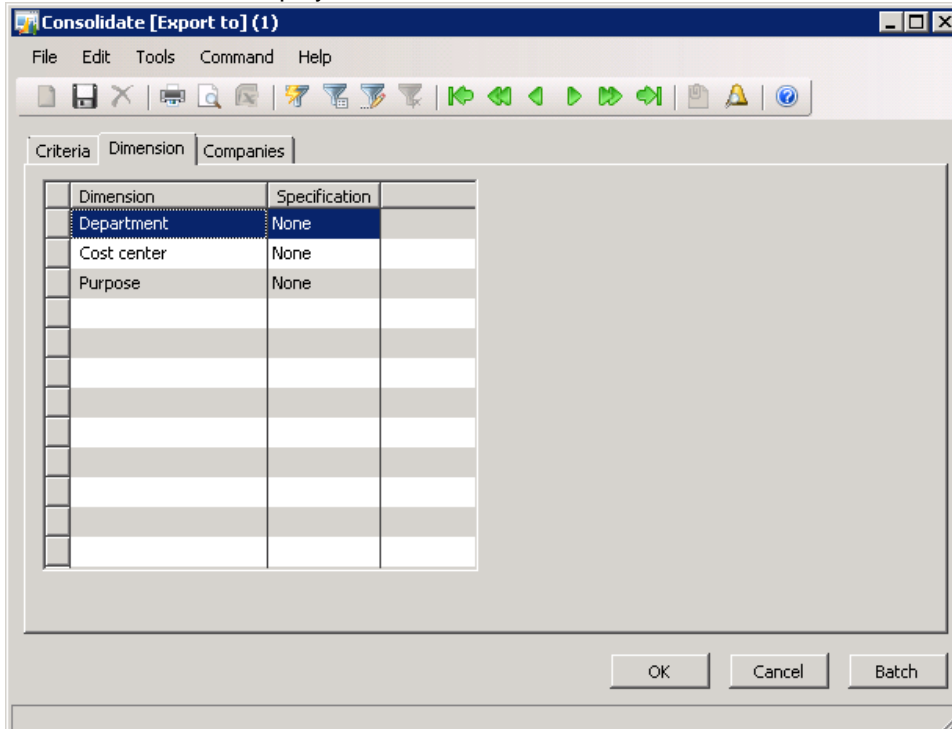 Consolidate [Export to] (1)
File Edit Tools Command Help
Criteria Dimension Companies
Dimension Specification
Department None
Cost center None
Purpose None
OK Cancel Batch